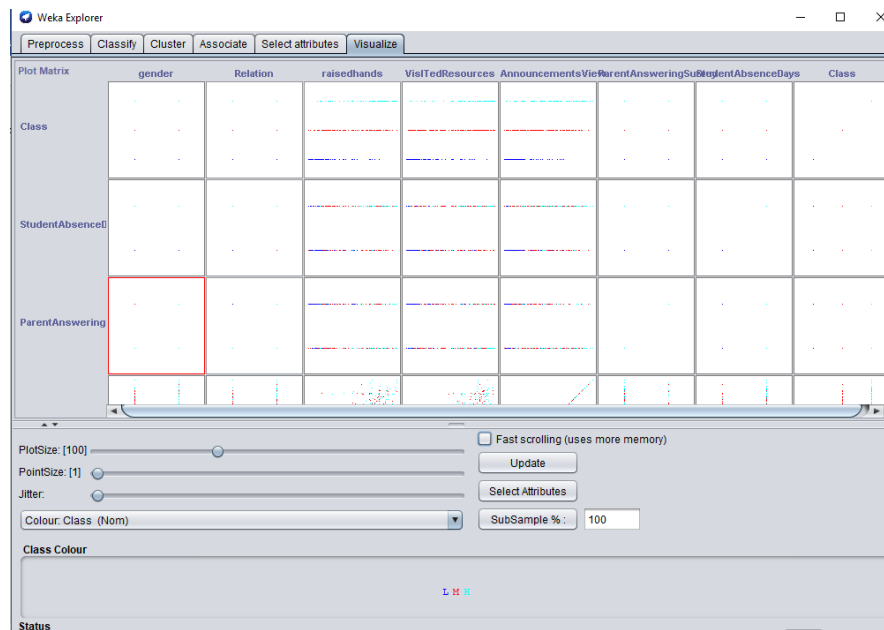 Weka Explorer
Preprocess Classify Cluster Associate Select attributes Visualize
Plot Matrix gender Relation raisedhands VisITedResources AnnouncementsView ParentAnsweringSurvey StudentAbsenceDays Class
Class
StudentAbsenceD
ParentAnswering
PlotSize: [100]
PointSize: [1]
Jitter:
Colour: Class (Nom)
Fast scrolling (uses more memory)
Update
Select Attributes
SubSample % : 100
Class Colour
L M H
Status